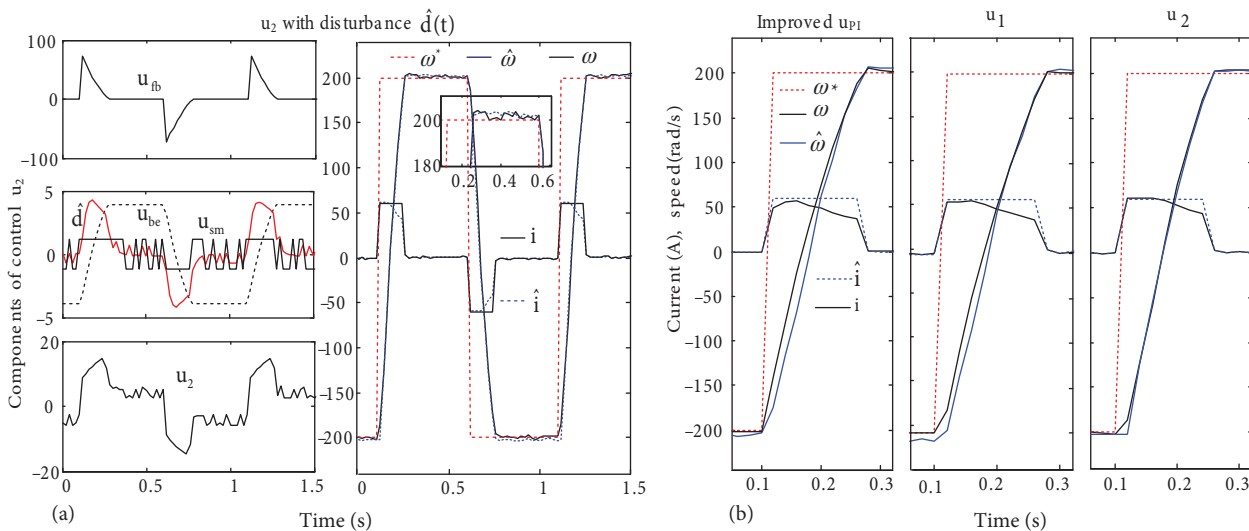 u₂ with disturbance d̂(t)
Components of control u₂
100
0
−100
u_fb
5
0
−5
d̂
u_be
u_sm
20
0
−20
u₂
0
0.5
1
1.5
200
150
100
50
0
−50
−100
−150
−200
ω* ω̂ ω
200
180
0.2 0.4 0.6
i
î
0
0.5
1
1.5
(a)
Time (s)
Improved u_PI
u₁
u₂
Current (A), speed(rad/s)
200
150
100
50
0
−50
−100
−150
−200
ω*
ω
ω̂
î
i
0.1 0.2 0.3
0.1 0.2 0.3
0.1 0.2 0.3
(b)
Time (s)